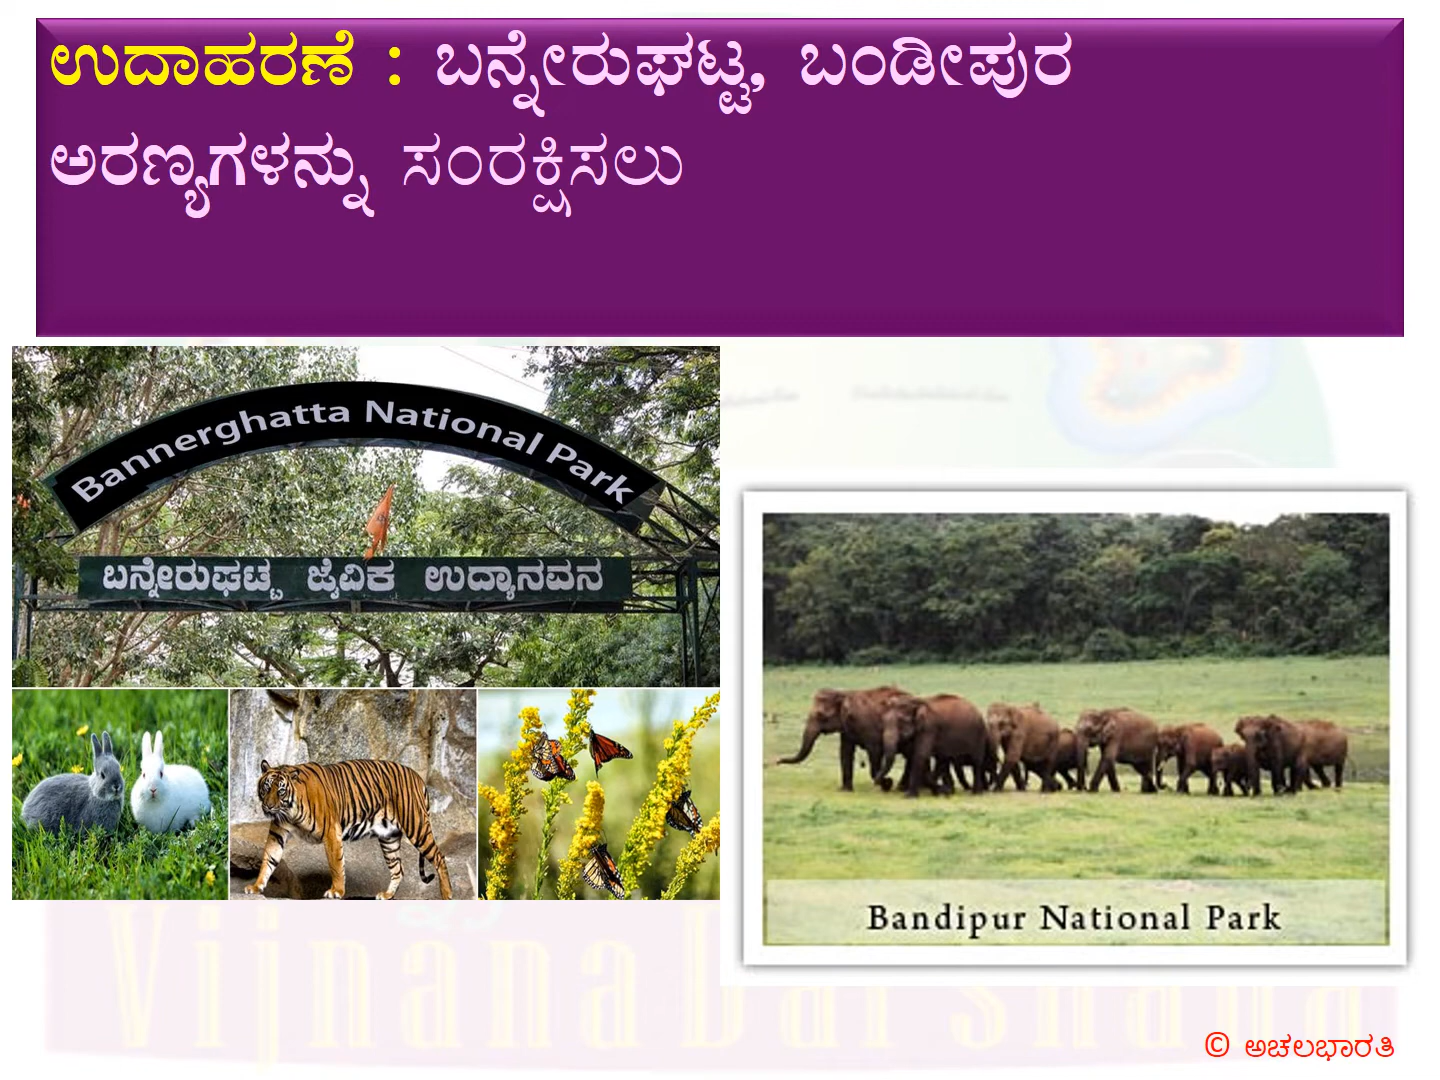 ಉದಾಹರಣೆ : ಬನ್ನೇರುಘಟ್ಟ, ಬಂಡೀಪುರ
ಅರಣ್ಯಗಳನ್ನು ಸಂರಕ್ಷಿಸಲು
Bannerghatta National Park
ಬನ್ನೇರುಘಟ್ಟ ಜೈವಿಕ ಉದ್ಯಾನವನ
Bandipur National Park
VijnanaDarshana
© ಅಚಲಭಾರತಿ